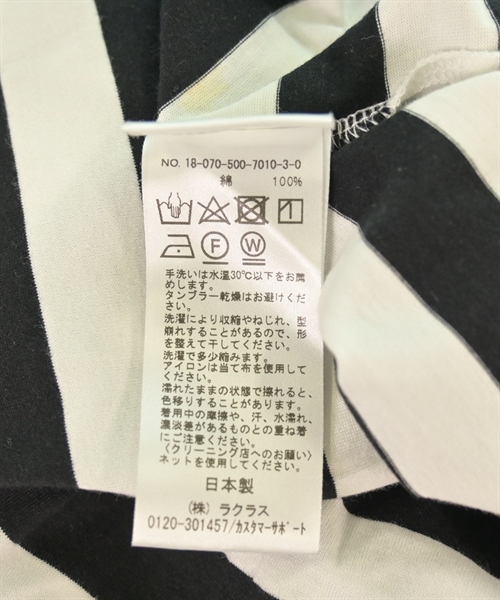 NO. 18-070-500-7010-3-0
綿 100%
F W
手洗いは水温30℃以下をお薦
めします。
タンブラー乾燥はお避けくださ
い。
洗濯により収縮やねじれ、型
崩れすることがあるので、形
を整えて干してください。
洗濯で多少縮みます。
アイロンは当て布を使用して
ください。
濡れたままの状態で擦れると、
色移りすることがあります。
着用中の摩擦や、汗、水濡れ、
濃淡差があるものとの重ね着
にご注意ください。
〈クリーニング店へのお願い〉
ネットを使用してください。
日本製
(株) ラクラス
0120-301457/カスタマーサポート